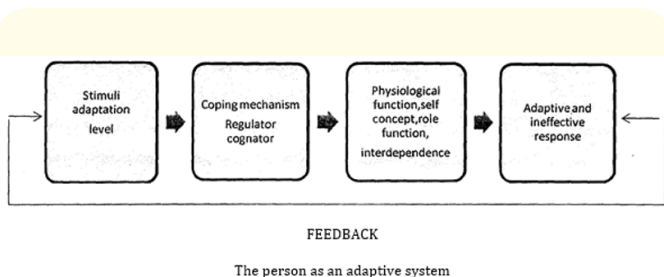 Stimuli
adaptation
level
Coping mechanism
Regulator
cognator
Physiological
function,self
concept,role
function,
interdependence
Adaptive and
ineffective
response
FEEDBACK
The person as an adaptive system